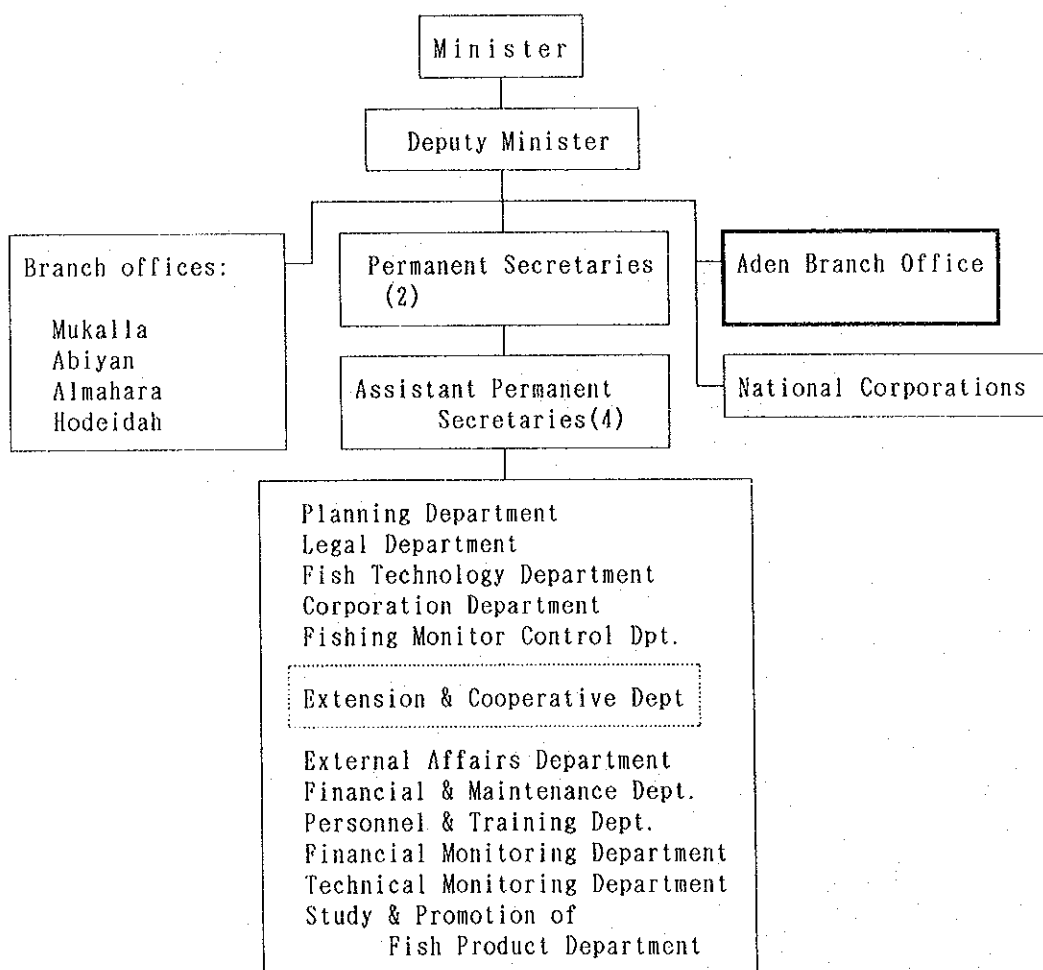 Minister
Deputy Minister
Branch offices:
Mukalla
Abiyan
Almahara
Hodeidah
Permanent Secretaries
(2)
Aden Branch Office
Assistant Permanent
Secretaries(4)
National Corporations
Planning Department
Legal Department
Fish Technology Department
Corporation Department
Fishing Monitor Control Dpt.
Extension & Cooperative Dept
External Affairs Department
Financial & Maintenance Dept.
Personnel & Training Dept.
Financial Monitoring Department
Technical Monitoring Department
Study & Promotion of
Fish Product Department